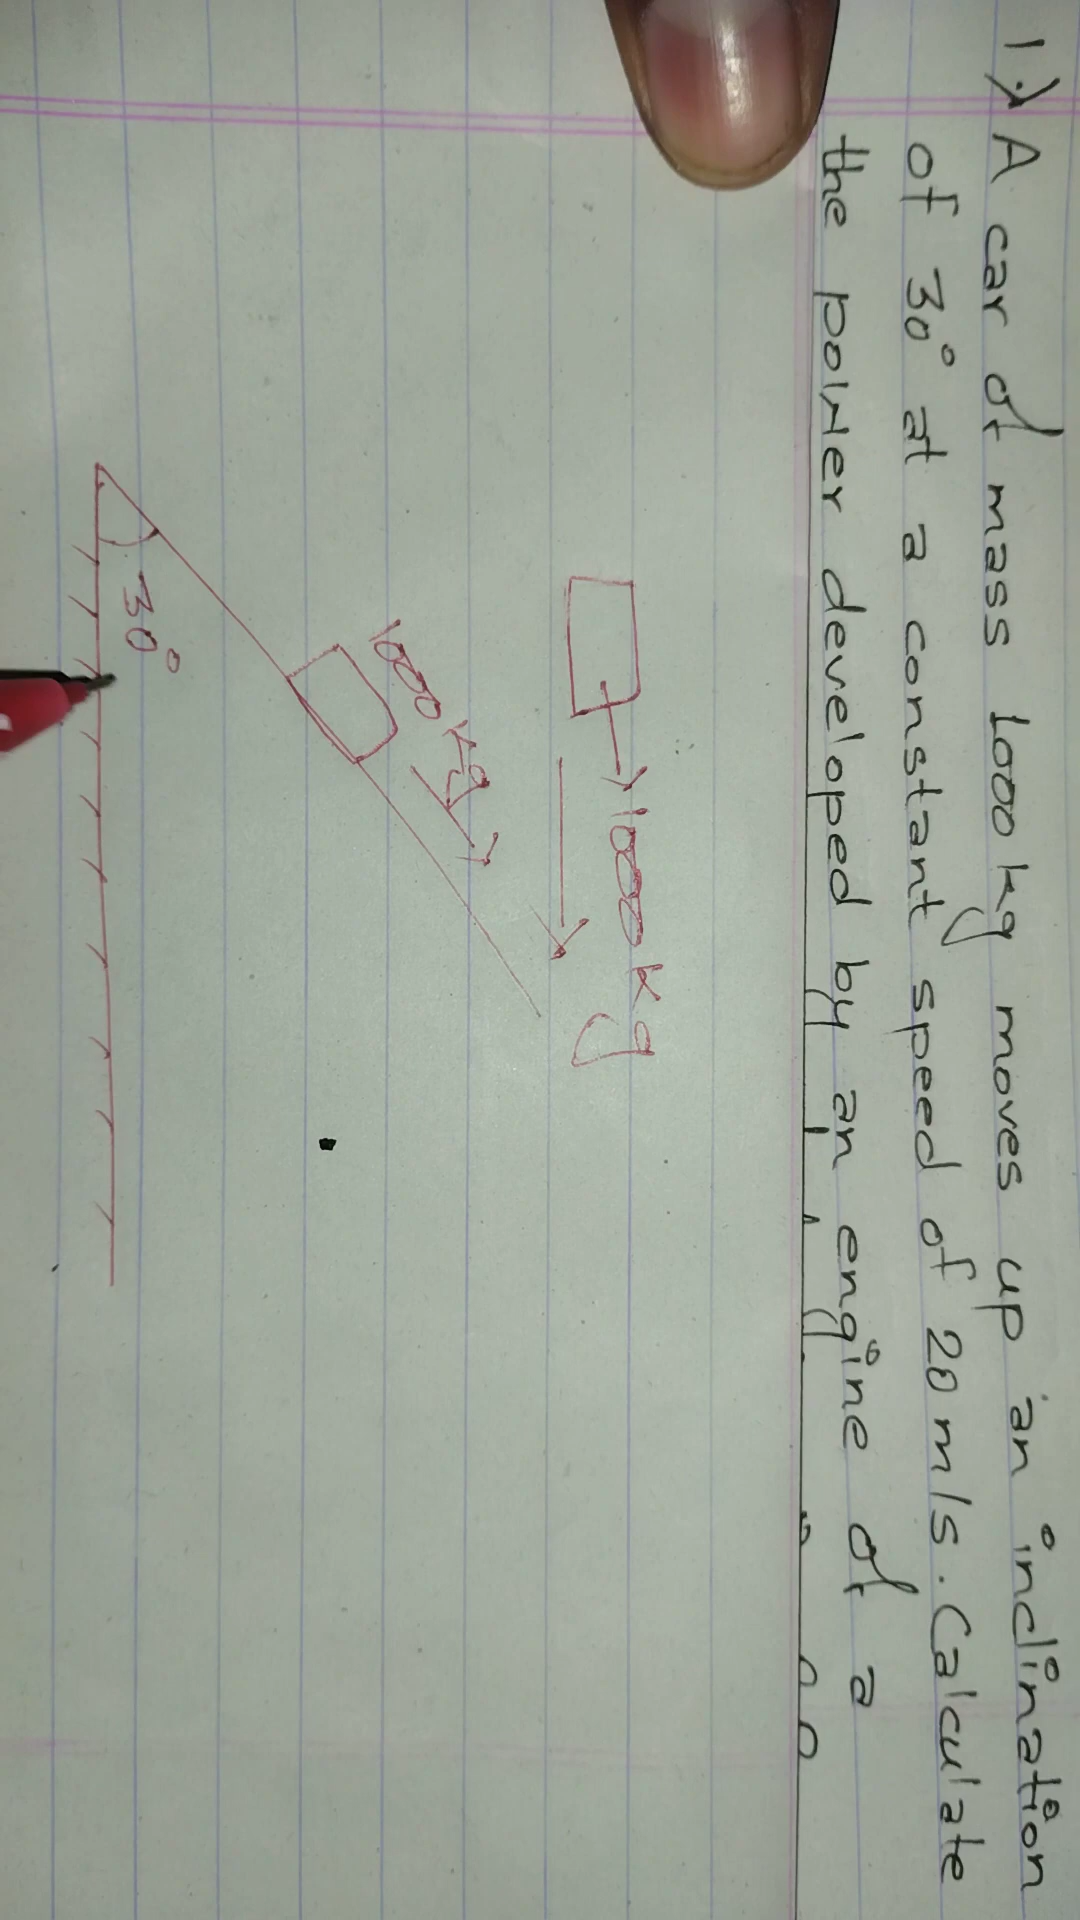 1.) A car of mass 1000 kg moves up an inclination
of 30° at a constant speed of 20 m/s. Calculate
the power developed by an engine of a
1000 kg
1000 kg
30°